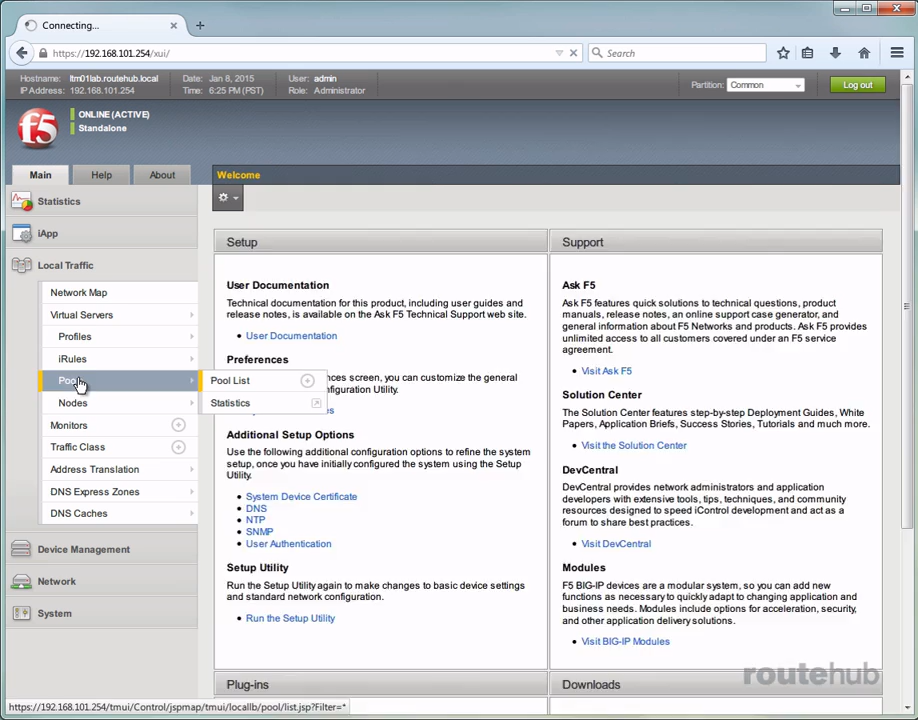 Connecting...
https://192.168.101.254/xui/
Search
Hostname: ltm01lab.routehub.local
IP Address: 192.168.101.254
Date: Jan 8, 2015
Time: 6:25 PM (PST)
User: admin
Role: Administrator
Partition: Common
Log out
f5
ONLINE (ACTIVE)
Standalone
Main
Help
About
Welcome
Statistics
iApp
Local Traffic
Network Map
Virtual Servers
Profiles
iRules
Nodes
Monitors
Traffic Class
Address Translation
DNS Express Zones
DNS Caches
Device Management
Network
System
Pool List
Statistics
Setup
User Documentation
Technical documentation for this product, including user guides and
release notes, is available on the Ask F5 Technical Support web site.
User Documentation
Preferences
screen, you can customize the general
Utility.
Additional Setup Options
Use the following additional configuration options to refine the system
setup, once you have initially configured the system using the Setup
Utility.
System Device Certificate
DNS
NTP
SNMP
User Authentication
Setup Utility
Run the Setup Utility again to make changes to basic device settings
and standard network configuration.
Run the Setup Utility
Plug-ins
Support
Ask F5
Ask F5 features quick solutions to technical questions, product
manuals, release notes, an online support case generator, and
general information about F5 Networks and products. Ask F5 provides
unlimited access to all customers covered under an F5 service
agreement.
Visit Ask F5
Solution Center
The Solution Center features step-by-step Deployment Guides, White
Papers, Application Briefs, Success Stories, Tutorials and much more.
Visit the Solution Center
DevCentral
DevCentral provides network administrators and application
developers with extensive tools, tips, techniques, and community
resources designed to speed iControl development and act as a
forum to share best practices.
Visit DevCentral
Modules
F5 BIG-IP devices are a modular system, so you can add new
functions as necessary to quickly adapt to changing application and
business needs. Modules include options for acceleration, security,
and other application delivery solutions.
Visit BIG-IP Modules
Downloads
routehub
https://192.168.101.254/tmui/Control/jspmap/tmui/locallb/pool/list.jsp?Filter=*